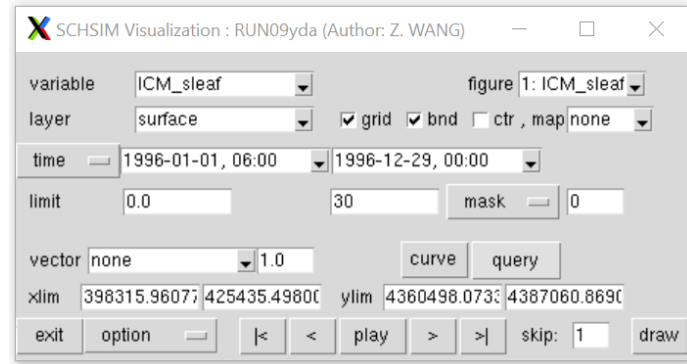 SCHSIM Visualization : RUN09yda (Author: Z. WANG)
variable ICM_sleaf figure 1: ICM_sleaf
layer surface grid bnd ctr , map none
time 1996-01-01, 06:00 1996-12-29, 00:00
limit 0.0 30 mask 0
vector none 1.0 curve query
xlim 398315.96077 425435.49800 ylim 4360498.0733 4387060.8690
exit option |< < play > >| skip: 1 draw